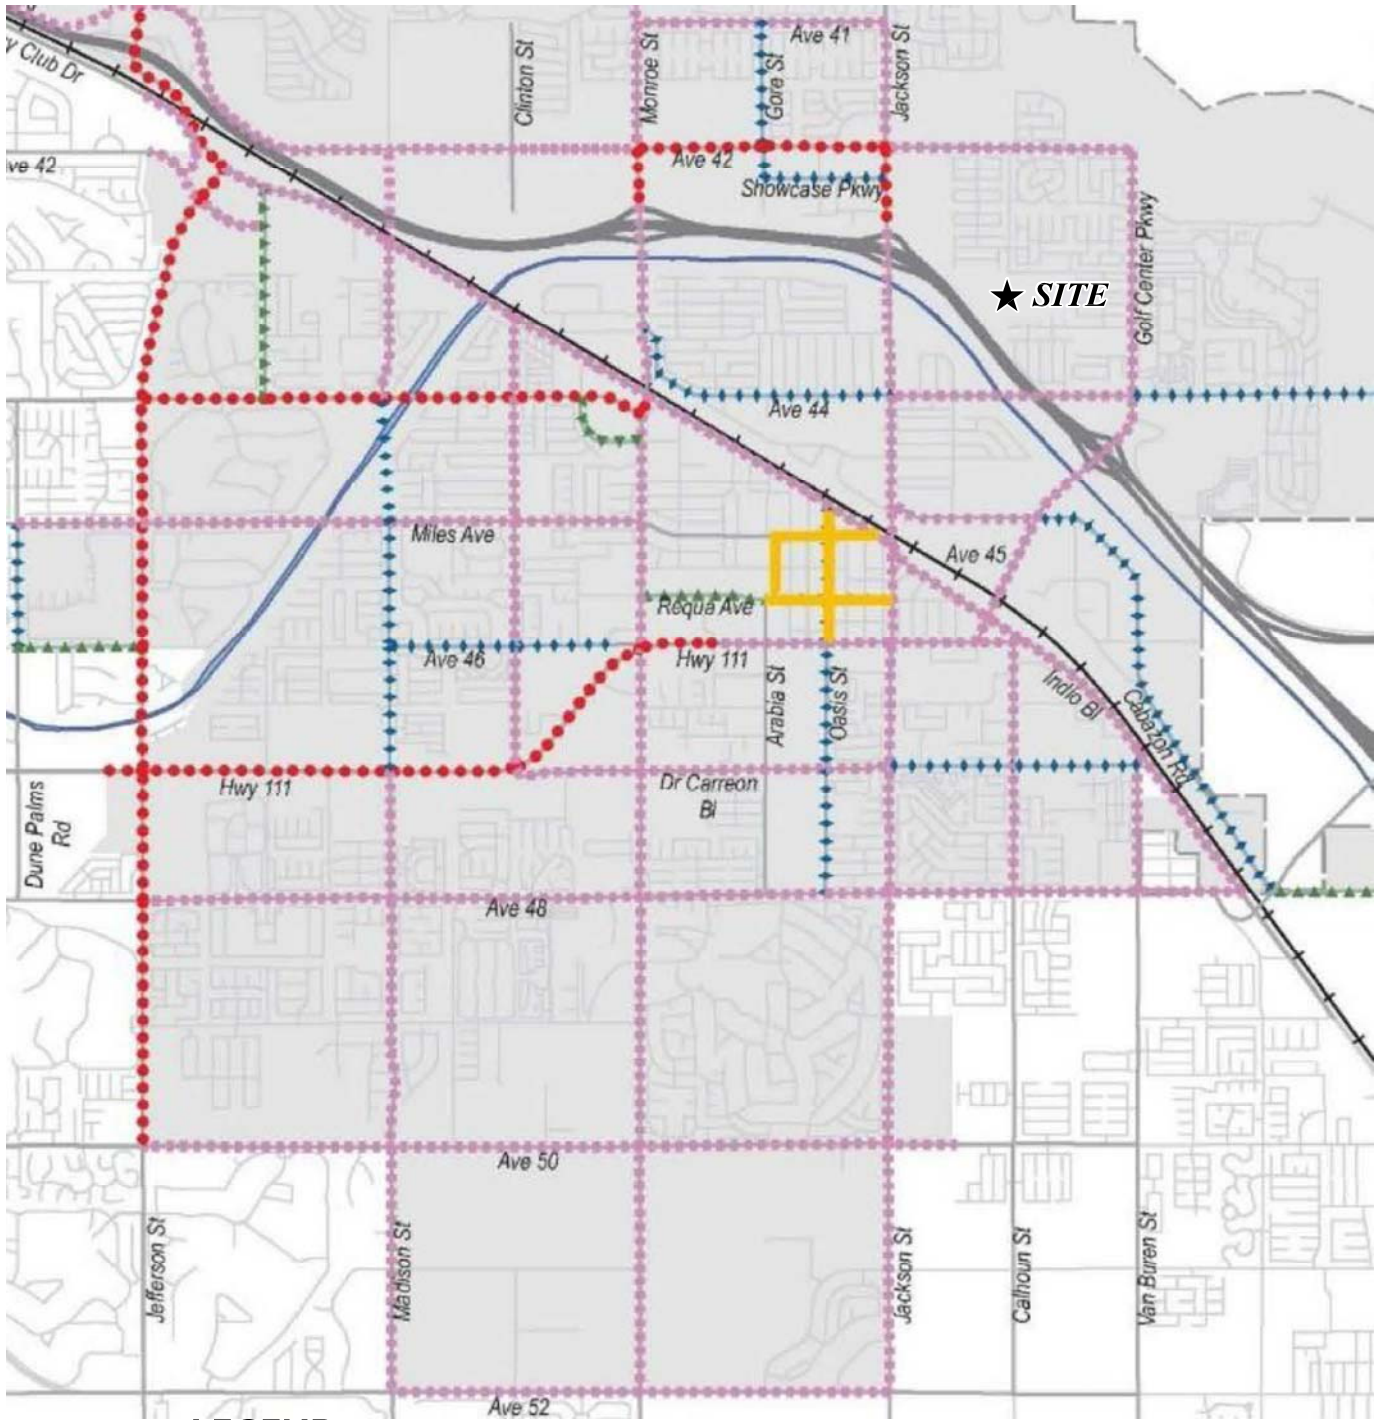 y Club Dr
Clinton St
Monroe St
Ave 41
Gore St
Jackson St
ve 42
Ave 42
Showcase Pkwy
Golf Center Pkwy
★ SITE
Ave 44
Miles Ave
Ave 45
Requa Ave
Ave 46
Hwy 111
Arabia St
Oasis St
Indio Bl
Cabazon Rd
Hwy 111
Dr Carreon
Bl
Dune Palms
Rd
Ave 48
Ave 50
Jefferson St
Madison St
Jackson St
Calhoun St
Van Buren St
Ave 52